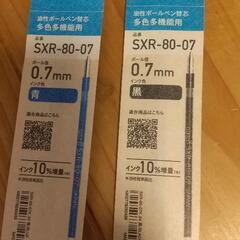 油性ボールペン替芯
多色多機能用
品番
SXR-80-07
ボール径
0.7mm
インク色
青
適合商品はこちら
インク10%増量
油性ボールペン替芯
多色多機能用
品番
SXR-80-07
ボール径
0.7mm
インク色
黒
適合商品はこちら
インク10%増量